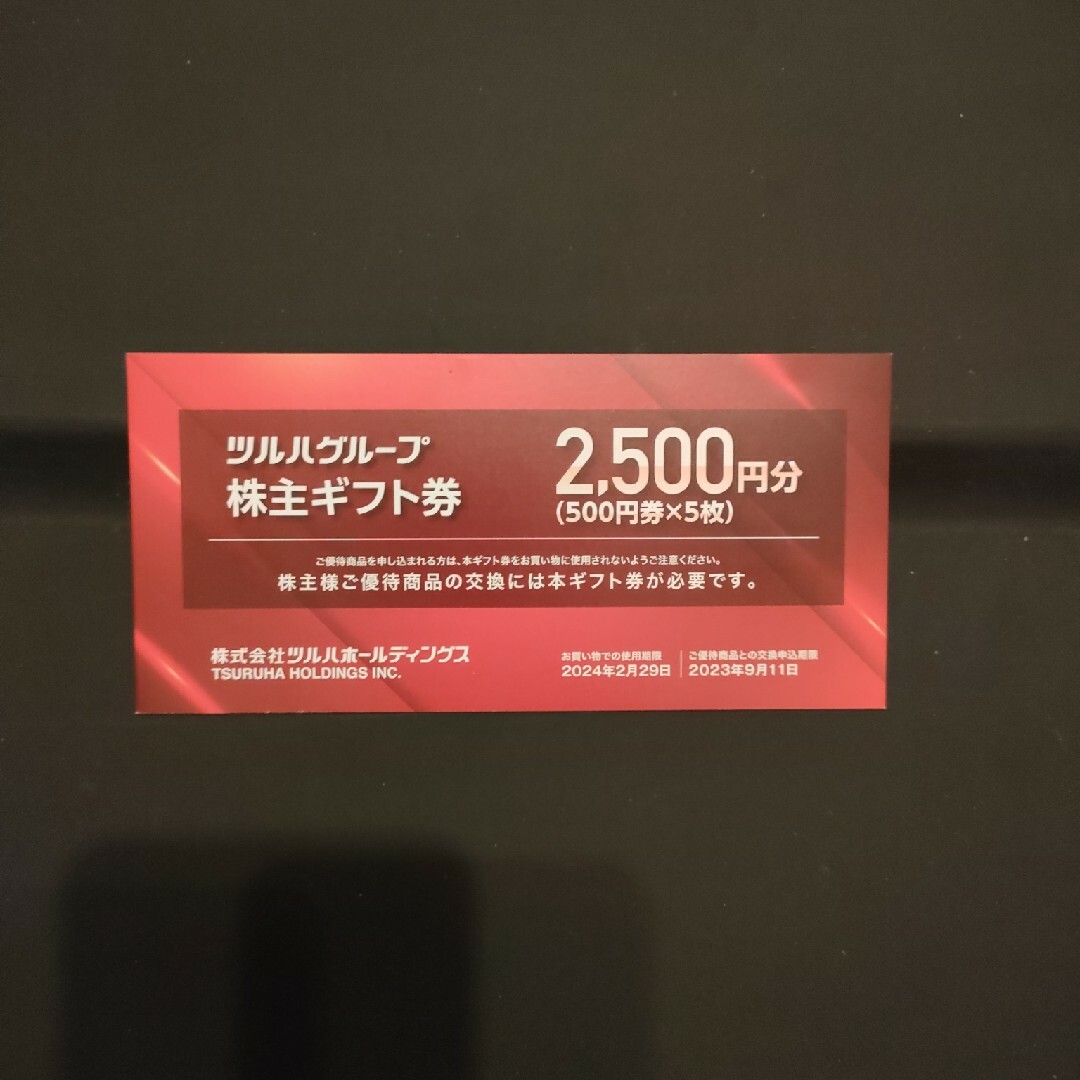 ツルハグループ
株主ギフト券
2,500円分
(500円券×5枚)
ご優待商品を申し込まれる方は、本ギフト券をお買い物に使用されないようご注意ください。
株主様ご優待商品の交換には本ギフト券が必要です。
株式会社ツルハホールディングス
TSURUHA HOLDINGS INC.
お買い物での使用期限
2024年2月29日
ご優待商品との交換申込期限
2023年9月11日